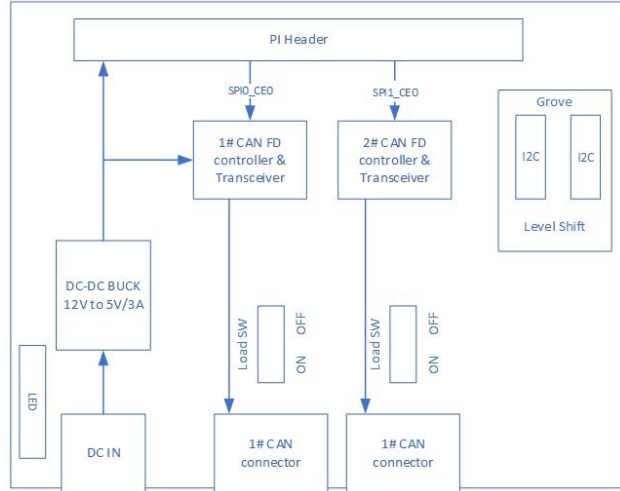 PI Header
SPI0_CEO
SPI1_CEO
1# CAN FD
controller &
Transceiver
2# CAN FD
controller &
Transceiver
Grove
I2C
I2C
Level Shift
DC-DC BUCK
12V to 5V/3A
Load SW
OFF
ON
Load SW
OFF
ON
LED
DC IN
1# CAN
connector
1# CAN
connector